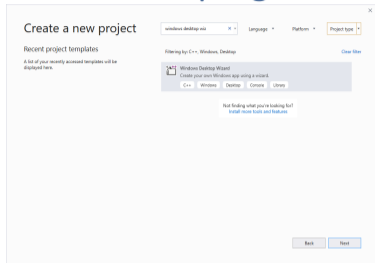 Create a new project
windows desktop wiz
Language
Platform
Project type
Recent project templates
A list of your recently accessed templates will be
displayed here.
Filtering by: C++, Windows, Desktop
Clear filter
Windows Desktop Wizard
Create your own Windows app using a wizard.
C++ Windows Desktop Console Library
Not finding what you're looking for?
Install more tools and features
Back
Next